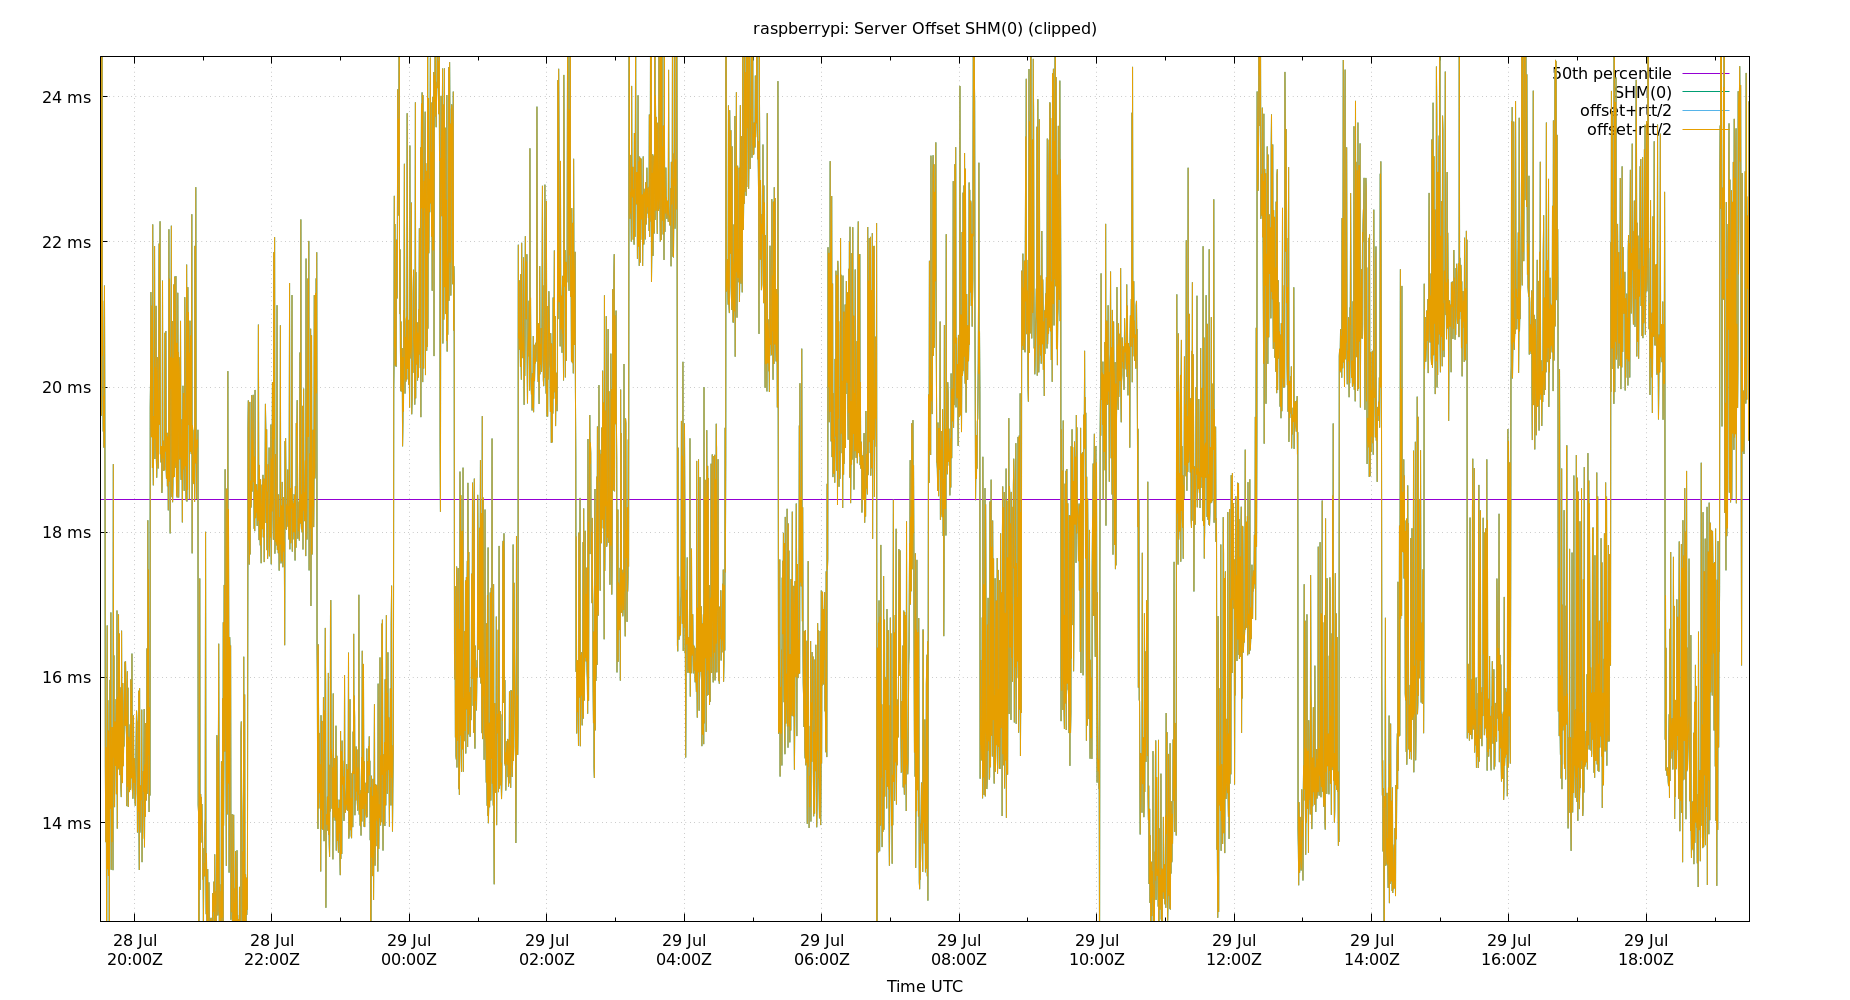 raspberrypi: Server Offset SHM(0) (clipped)
50th percentile
SHM(0)
offset+rtt/2
offset-rtt/2
24 ms
22 ms
20 ms
18 ms
16 ms
14 ms
28 Jul 28 Jul 29 Jul 29 Jul 29 Jul 29 Jul 29 Jul 29 Jul 29 Jul 29 Jul 29 Jul 29 Jul
20:00Z 22:00Z 00:00Z 02:00Z 04:00Z 06:00Z 08:00Z 10:00Z 12:00Z 14:00Z 16:00Z 18:00Z
Time UTC